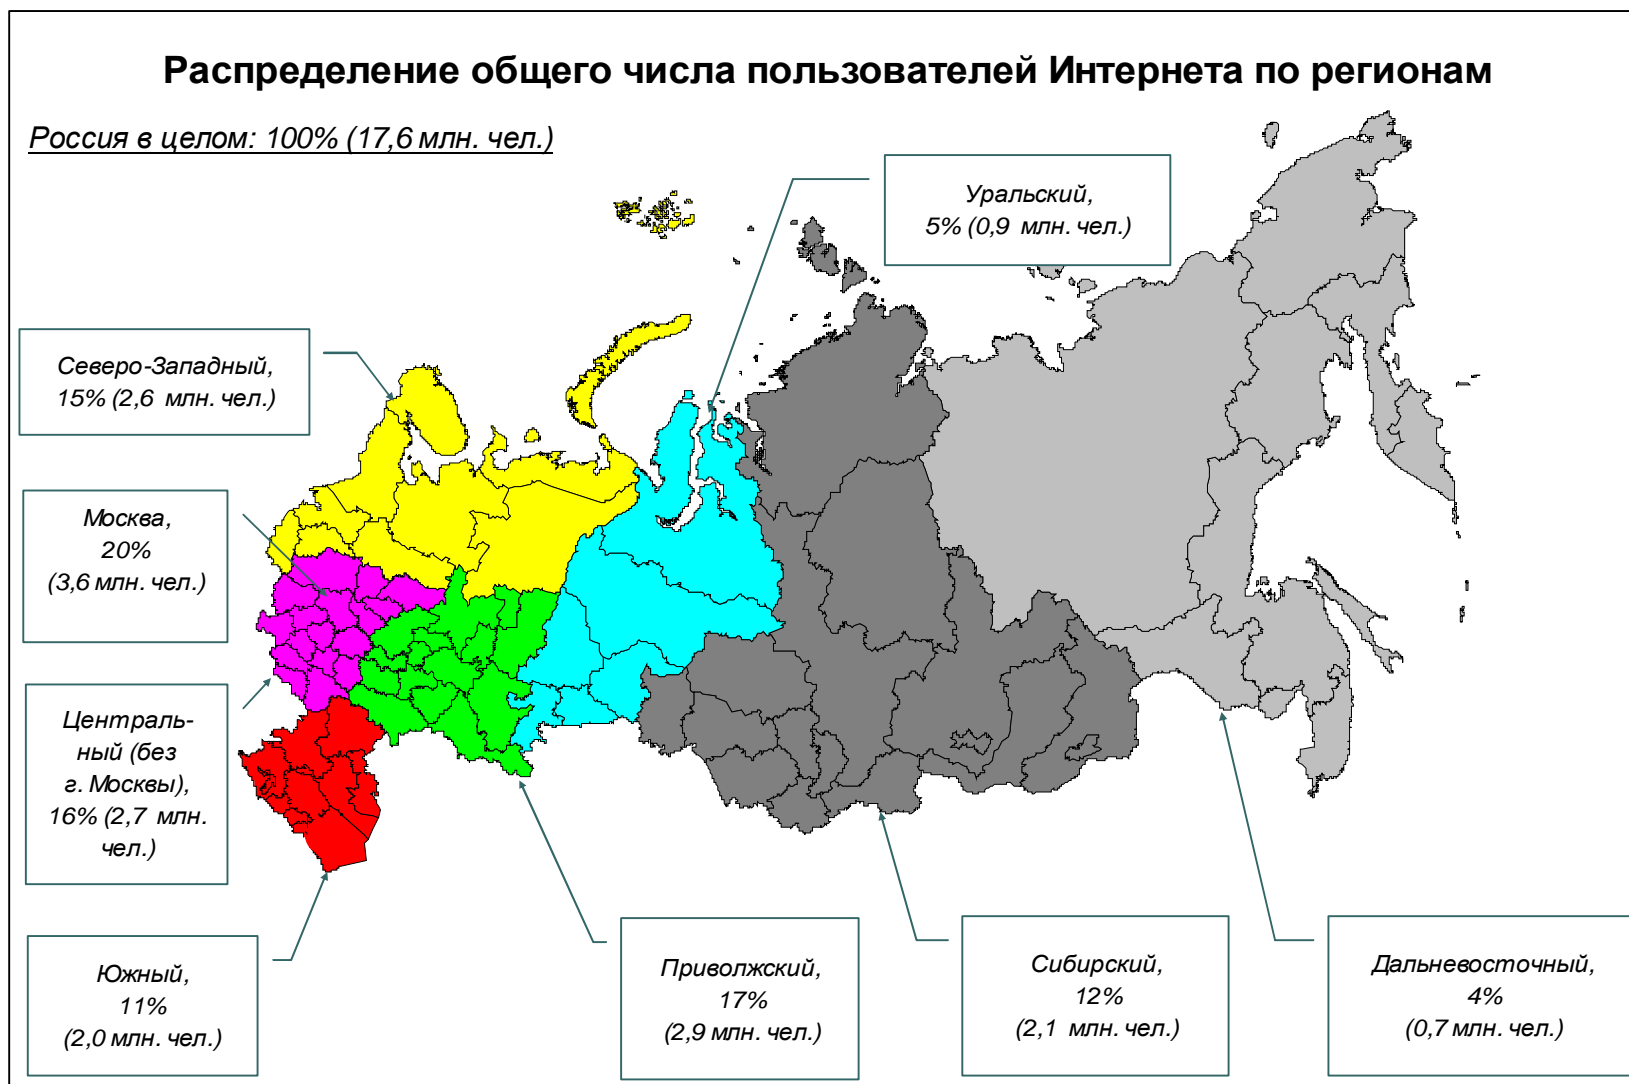 Распределение общего числа пользователей Интернета по регионам
Россия в целом: 100% (17,6 млн. чел.)
Уральский,
5% (0,9 млн. чел.)
Северо-Западный,
15% (2,6 млн. чел.)
Москва,
20%
(3,6 млн. чел.)
Централь-
ный (без
г. Москвы),
16% (2,7 млн.
чел.)
Южный,
11%
(2,0 млн. чел.)
Приволжский,
17%
(2,9 млн. чел.)
Сибирский,
12%
(2,1 млн. чел.)
Дальневосточный,
4%
(0,7 млн. чел.)